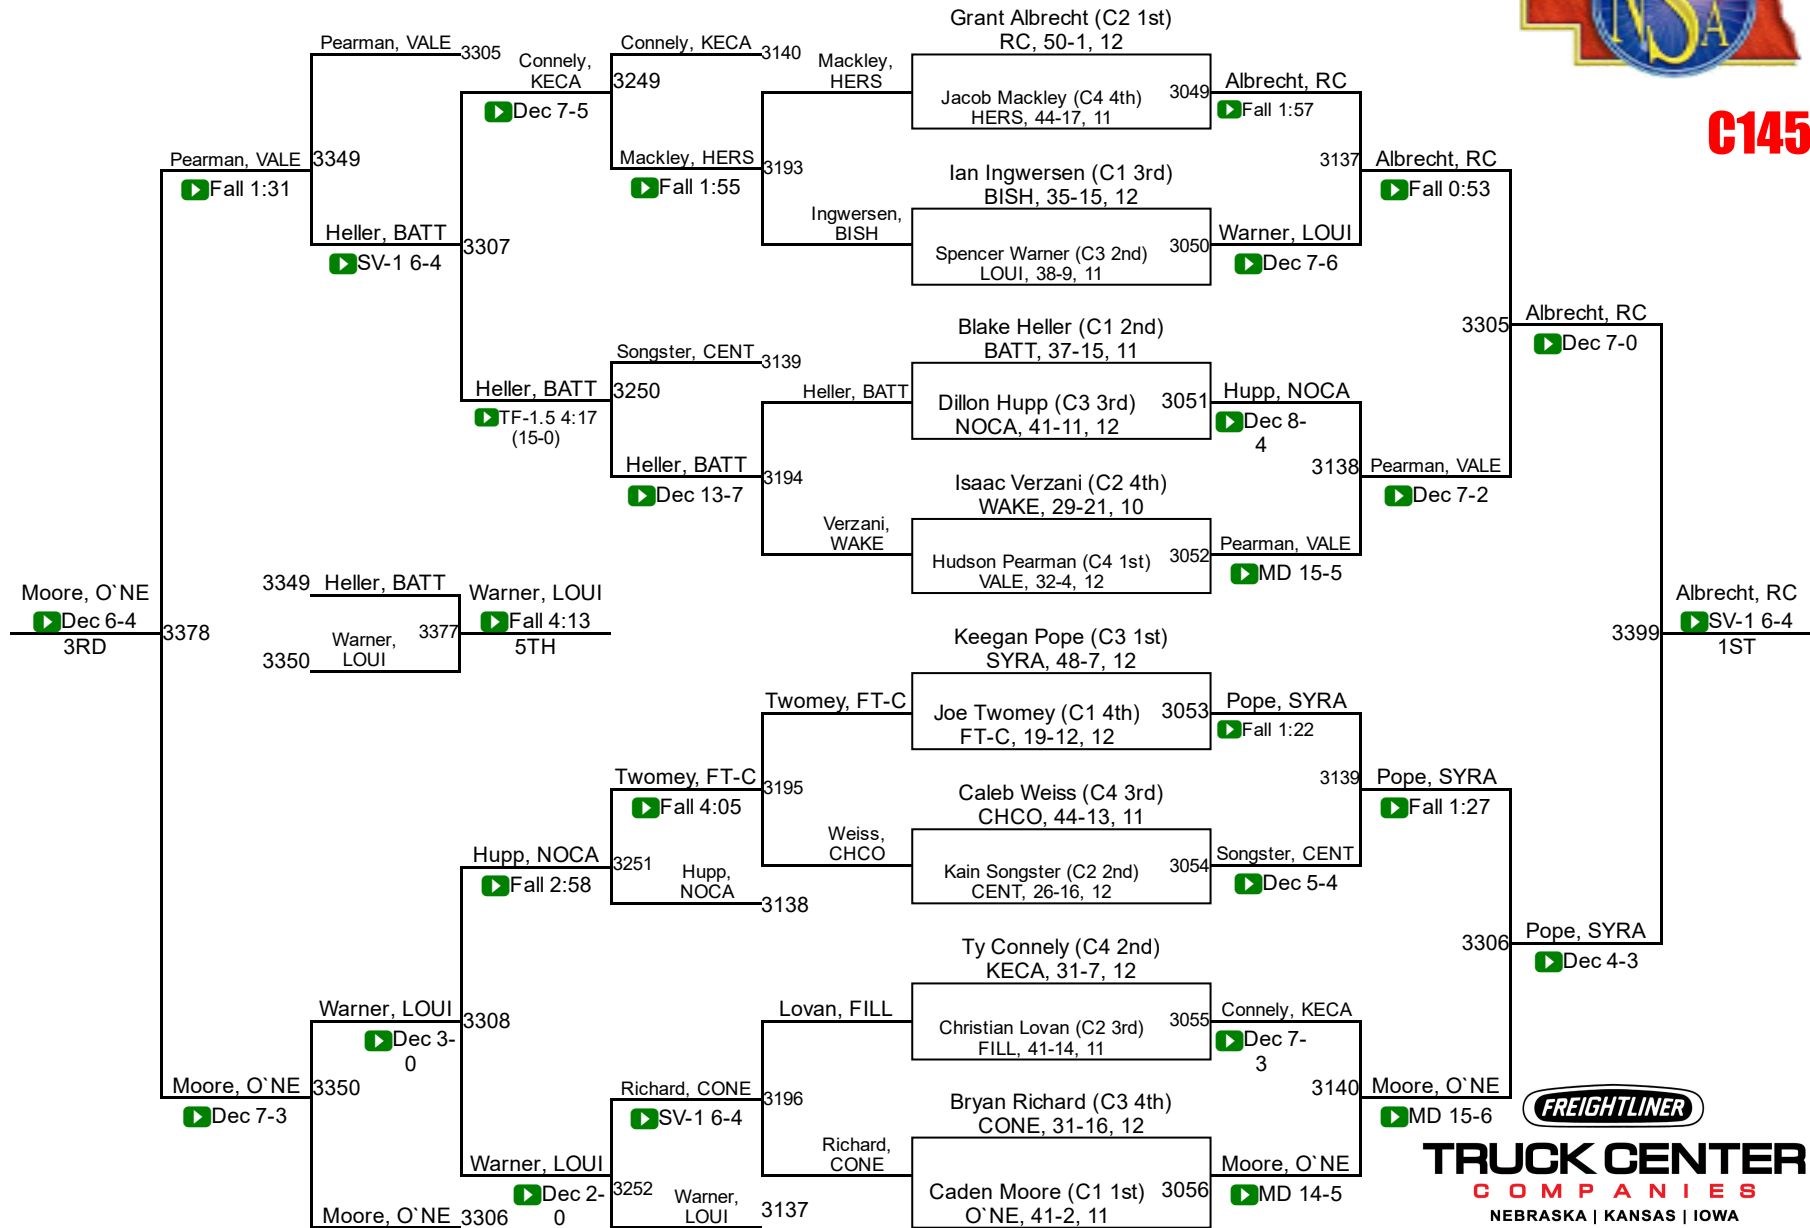 NSA
C145
Grant Albrecht (C2 1st)
RC, 50-1, 12
Jacob Mackley (C4 4th)
HERS, 44-17, 11
3049
Ian Ingwersen (C1 3rd)
BISH, 35-15, 12
Spencer Warner (C3 2nd)
LOUI, 38-9, 11
3050
Blake Heller (C1 2nd)
BATT, 37-15, 11
Dillon Hupp (C3 3rd)
NOCA, 41-11, 12
3051
Isaac Verzani (C2 4th)
WAKE, 29-21, 10
Hudson Pearman (C4 1st)
VALE, 32-4, 12
3052
Keegan Pope (C3 1st)
SYRA, 48-7, 12
Joe Twomey (C1 4th)
FT-C, 19-12, 12
3053
Caleb Weiss (C4 3rd)
CHCO, 44-13, 11
Kain Songster (C2 2nd)
CENT, 26-16, 12
3054
Ty Connely (C4 2nd)
KECA, 31-7, 12
Christian Lovan (C2 3rd)
FILL, 41-14, 11
3055
Bryan Richard (C3 4th)
CONE, 31-16, 12
Caden Moore (C1 1st)
O`NE, 41-2, 11
3056
Albrecht, RC
Fall 1:57
3137
Warner, LOUI
Dec 7-6
Hupp, NOCA
Dec 8-
4
3138
Pearman, VALE
MD 15-5
Pope, SYRA
Fall 1:22
3139
Songster, CENT
Dec 5-4
Connely, KECA
Dec 7-
3
3140
Moore, O`NE
MD 14-5
Albrecht, RC
Fall 0:53
3305
Pearman, VALE
Dec 7-2
Pope, SYRA
Fall 1:27
3306
Moore, O`NE
MD 15-6
Albrecht, RC
Dec 7-0
3399
Pope, SYRA
Dec 4-3
Albrecht, RC
SV-1 6-4
1ST
Mackley,
HERS
3193
Ingwersen,
BISH
Heller, BATT
3194
Verzani,
WAKE
Twomey, FT-C
3195
Weiss,
CHCO
Lovan, FILL
3196
Richard,
CONE
Connely, KECA
3140
3249
Mackley, HERS
Fall 1:55
Songster, CENT
3139
3250
Heller, BATT
Dec 13-7
Twomey, FT-C
Fall 4:05
3251
Hupp,
NOCA
3138
Richard, CONE
SV-1 6-4
3252
Warner,
LOUI
3137
Connely,
KECA
Dec 7-5
3307
Heller, BATT
TF-1.5 4:17
(15-0)
Hupp, NOCA
Fall 2:58
3308
Warner, LOUI
Dec 2-
0
Pearman, VALE
3305
3349
Heller, BATT
SV-1 6-4
Warner, LOUI
Dec 3-
0
3350
Moore, O`NE
3306
Pearman, VALE
Fall 1:31
3378
Moore, O`NE
Dec 7-3
Moore, O`NE
Dec 6-4
3RD
3349
Heller, BATT
3377
3350
Warner,
LOUI
Warner, LOUI
Fall 4:13
5TH
FREIGHTLINER
TRUCK CENTER
COMPANIES
NEBRASKA | KANSAS | IOWA